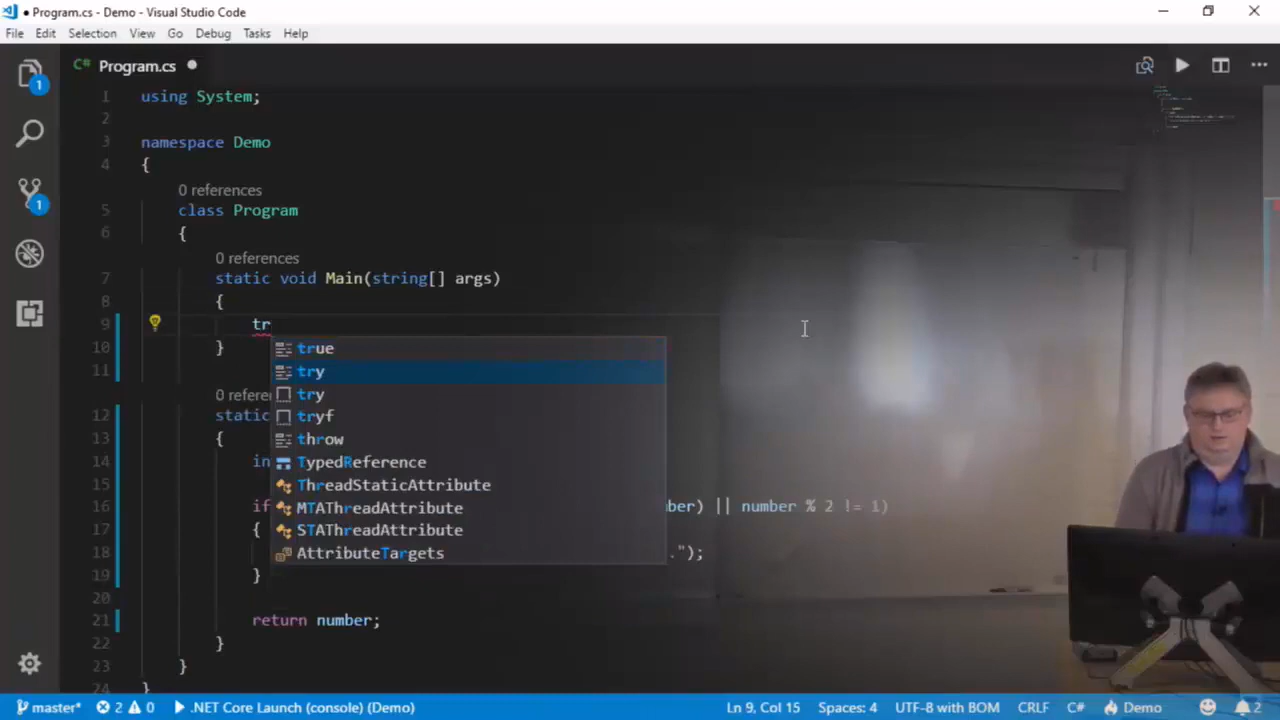 Program.cs - Demo - Visual Studio Code
File Edit Selection View Go Debug Tasks Help
C# Program.cs
1 using System;
2
3 namespace Demo
4 {
0 references
5 class Program
6 {
0 references
7 static void Main(string[] args)
8 {
9 tr
10 }
11
true
try
try
tryf
throw
TypedReference
ThreadStaticAttribute
MTAThreadAttribute
STAThreadAttribute
AttributeTargets
0 refere
12 static
13 {
14 in
15
16 if ber) || number % 2 != 1)
17 {
18 .");
19 }
20
21 return number;
22 }
23 }
24 }
1
1
master* 2 0 .NET Core Launch (console) (Demo) Ln 9, Col 15 Spaces: 4 UTF-8 with BOM CRLF C# Demo 2